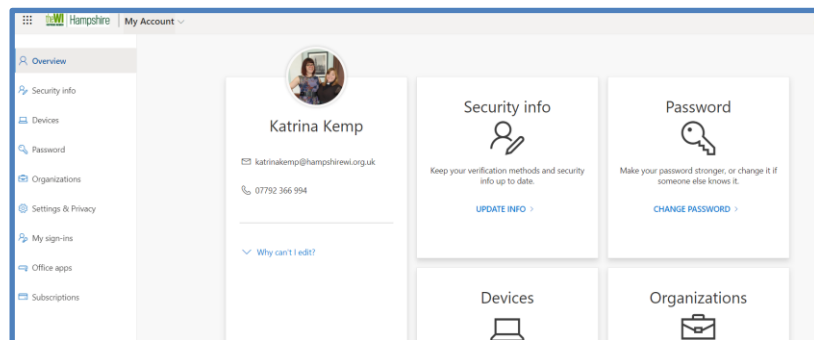 theWI Hampshire My Account
Overview
Security info
Devices
Password
Organizations
Settings & Privacy
My sign-ins
Office apps
Subscriptions
Katrina Kemp
katrinakemp@hampshirewi.org.uk
07792 366 994
Why can't I edit?
Security info
Keep your verification methods and security
info up to date.
UPDATE INFO >
Password
Make your password stronger, or change it if
someone else knows it.
CHANGE PASSWORD >
Devices
Organizations